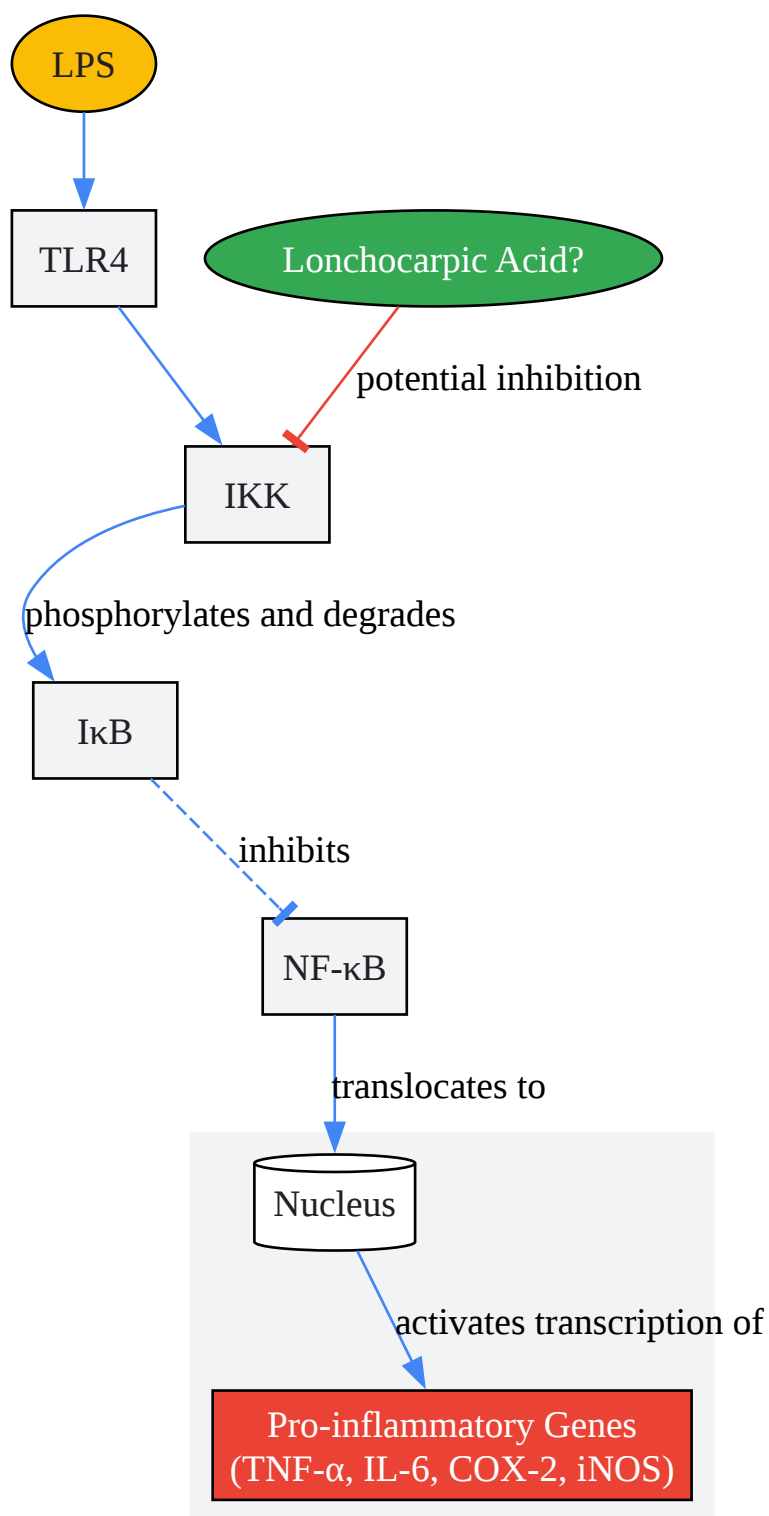 LPS
TLR4
Lonchocarpic Acid?
potential inhibition
IKK
phosphorylates and degrades
IκB
inhibits
NF-κB
translocates to
Nucleus
activates transcription of
Pro-inflammatory Genes
(TNF-α, IL-6, COX-2, iNOS)